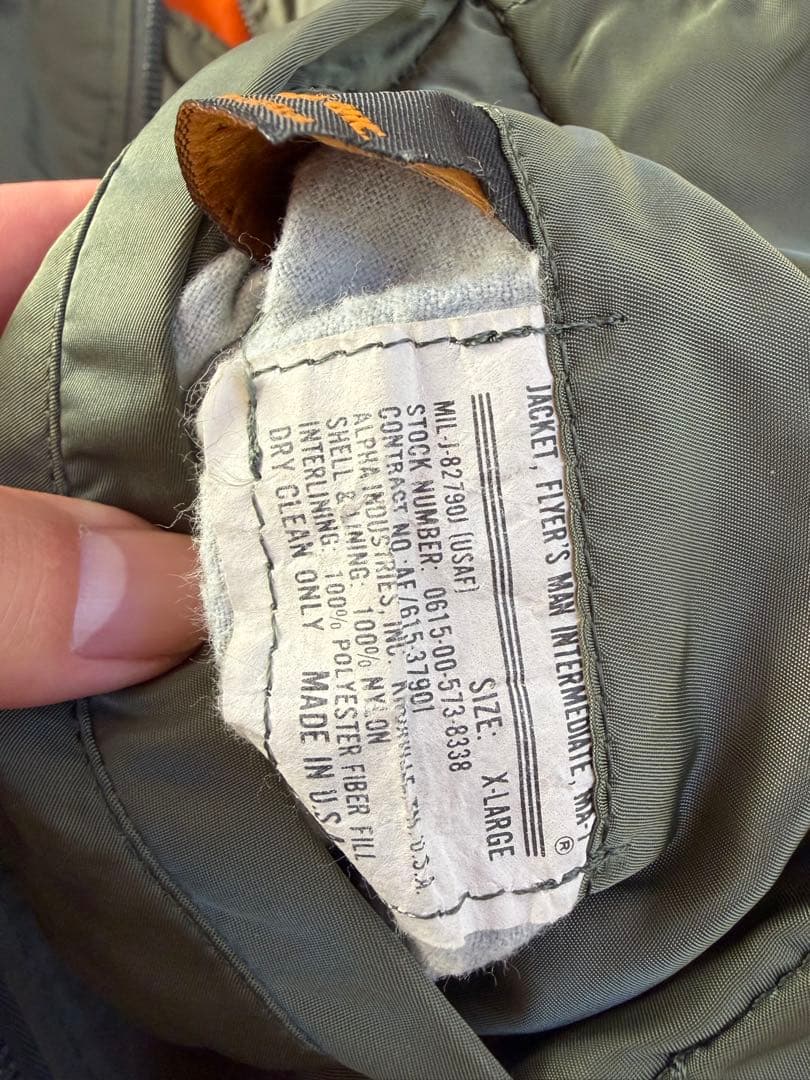 JACKET, FLYER'S MAN INTERMEDIATE, MA-1
®
SIZE: X-LARGE
MIL-J-82790J (USAF)
STOCK NUMBER: 0615-00-573-8338
CONTRACT NO. AF/615-37901
ALPHA INDUSTRIES, INC. KNOXVILLE, TN, U.S.A.
SHELL & LINING: 100% NYLON
INTERLINING: 100% POLYESTER FIBER FILL
DRY CLEAN ONLY MADE IN U.S.A